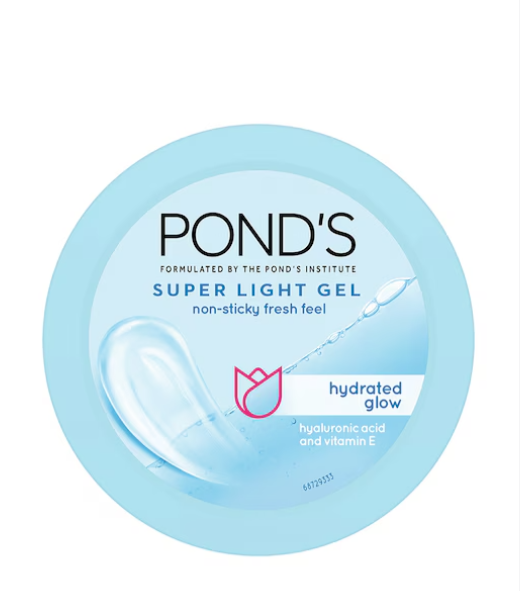 POND'S
FORMULATED BY THE POND'S INSTITUTE
SUPER LIGHT GEL
non-sticky fresh feel
hydrated
glow
hyaluronic acid
and vitamin E
68729333